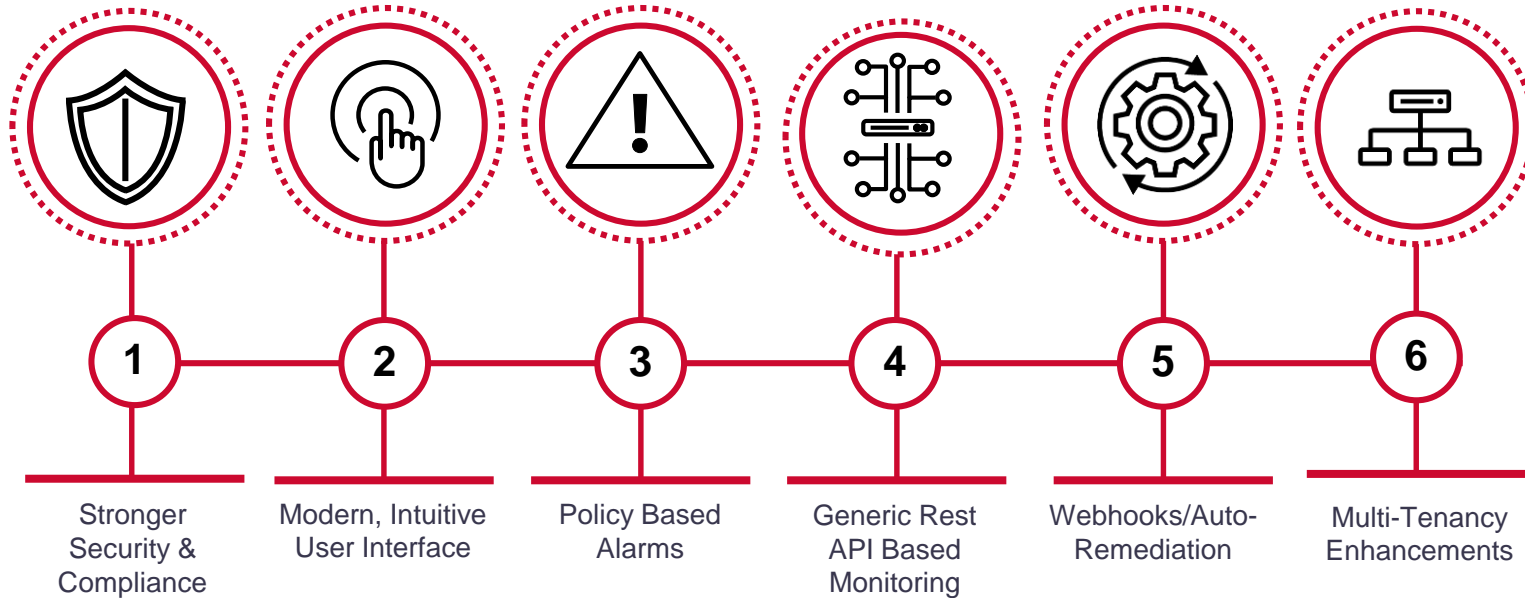 1
2
3
4
5
6
Stronger
Security &
Compliance
Modern, Intuitive
User Interface
Policy Based
Alarms
Generic Rest
API Based
Monitoring
Webhooks/Auto-
Remediation
Multi-Tenancy
Enhancements